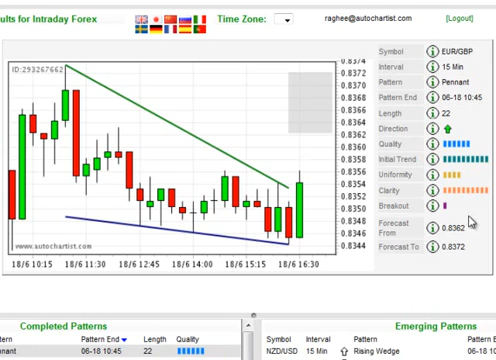 ults for Intraday Forex
Time Zone:
raghee@autochartist.com
[Logout]
ID:293267662
0.8374
0.8372
0.8370
0.8368
0.8366
0.8364
0.8362
0.8360
0.8358
0.8356
0.8354
0.8352
0.8350
0.8348
0.8346
0.8344
www.autochartist.com
18/6 10:15
18/6 11:30
18/6 12:45
18/6 14:00
18/6 15:15
18/6 16:30
Symbol EUR/GBP
Interval 15 Min
Pattern Pennant
Pattern End 06-18 10:45
Length 22
Direction
Quality
Initial Trend
Uniformity
Clarity
Breakout
Forecast From 0.8362
Forecast To 0.8372
Completed Patterns
Pattern End Length Quality
06-18 10:45 22
Emerging Patterns
Symbol Interval Pattern Pattern E
NZD/USD 15 Min Rising Wedge 06-18 10